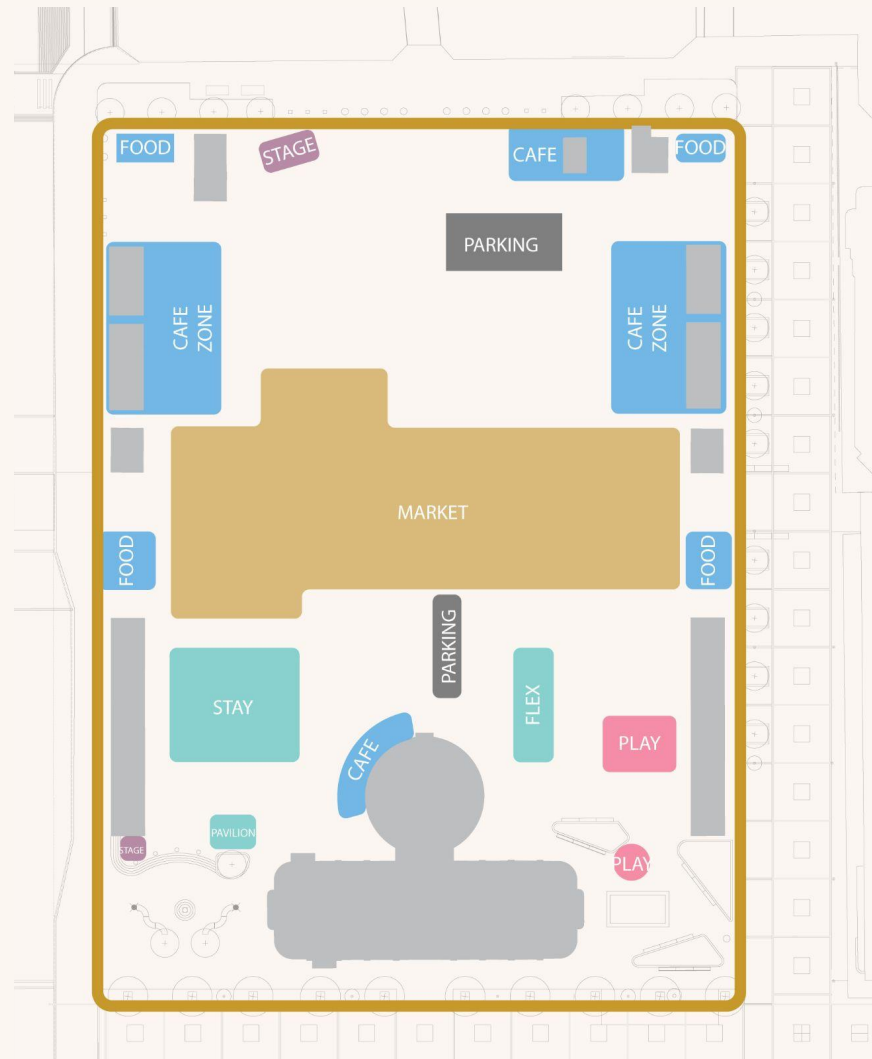 FOOD
STAGE
CAFE
FOOD
PARKING
CAFE
ZONE
CAFE
ZONE
MARKET
FOOD
FOOD
PARKING
STAY
FLEX
PLAY
CAFE
PAVILION
STAGE
PLAY